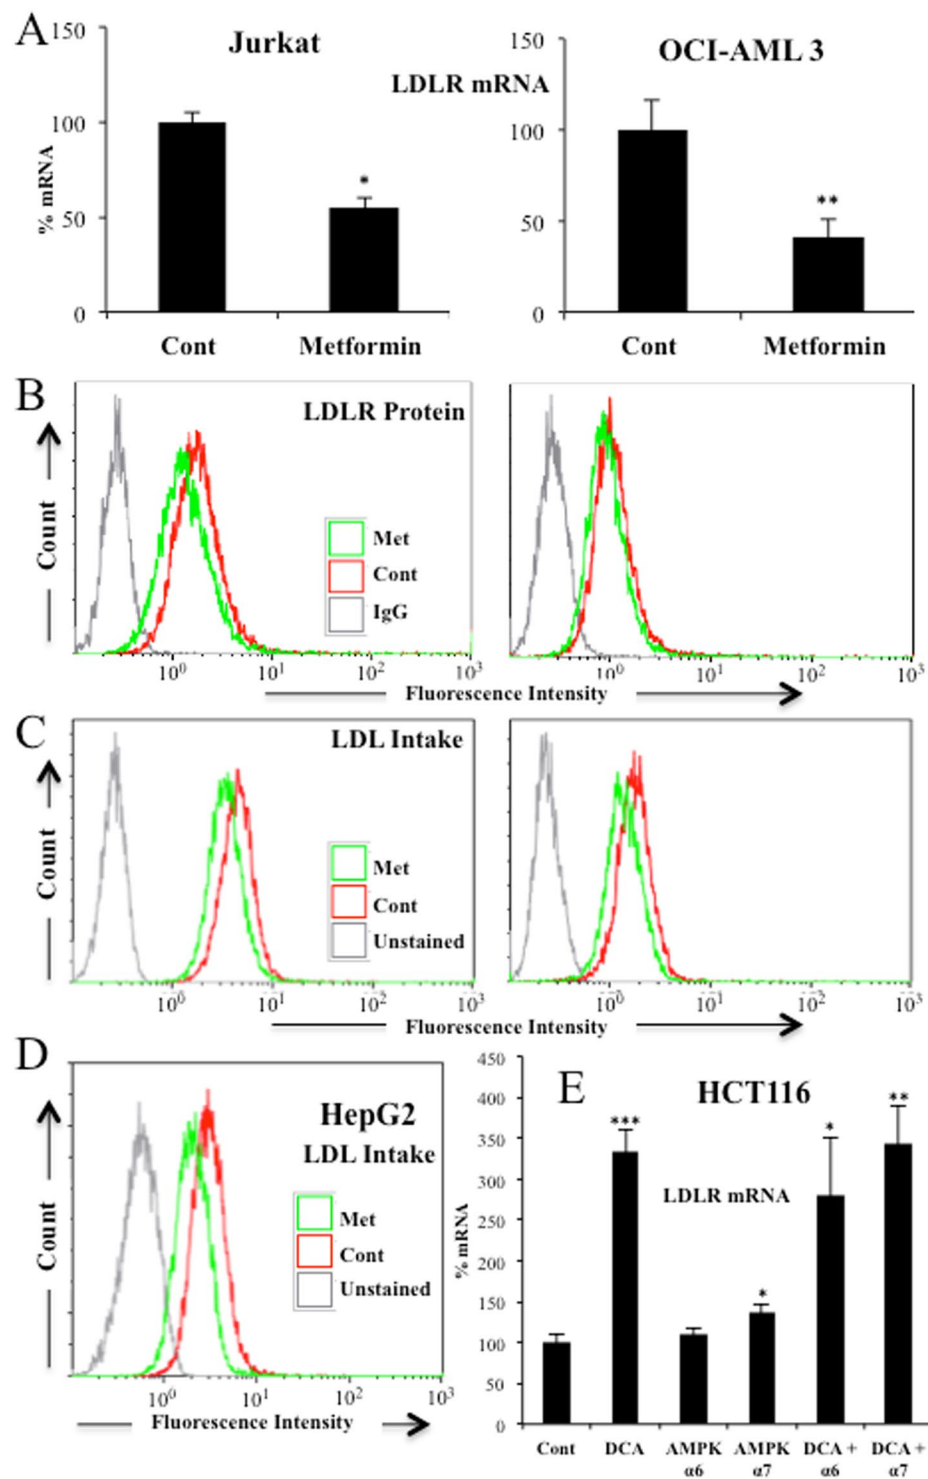 A
Jurkat
OCI-AML 3
LDLR mRNA
% mRNA
150
100
50
0
150
100
50
0
*
**
Cont Metformin
Cont Metformin
B
LDLR Protein
Count
Met
Cont
IgG
10⁰ 10¹ 10² 10³
10⁰ 10¹ 10² 10³
Fluorescence Intensity
C
LDL Intake
Count
Met
Cont
Unstained
10⁰ 10¹ 10² 10³
10⁰ 10¹ 10² 10³
Fluorescence Intensity
D
HepG2
LDL Intake
Count
Met
Cont
Unstained
10⁰ 10¹ 10² 10³
Fluorescence Intensity
E
HCT116
LDLR mRNA
% mRNA
450
400
350
300
250
200
150
100
50
0
***
*
*
**
Cont DCA AMPK AMPK DCA + DCA +
α6 α7 α6 α7